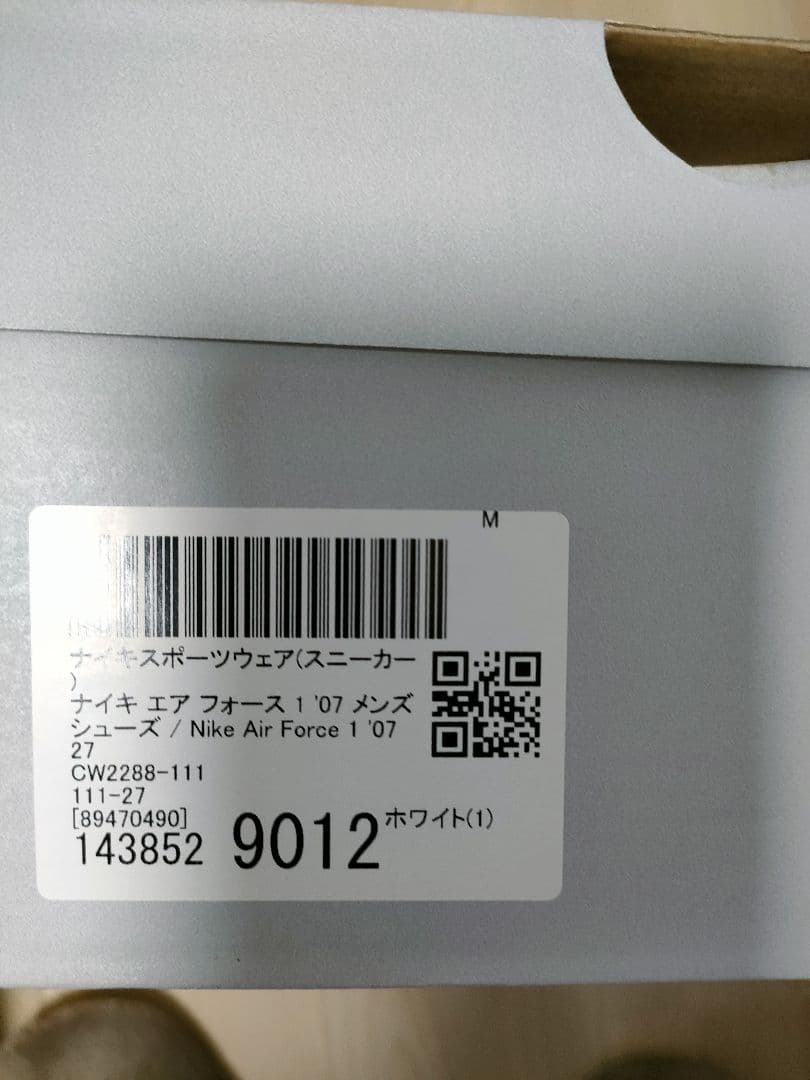 M
ナイキスポーツウェア(スニーカー
)
ナイキ エア フォース 1 '07 メンズ
シューズ / Nike Air Force 1 '07
27
CW2288-111
111-27
[89470490]
143852 9012 ホワイト(1)